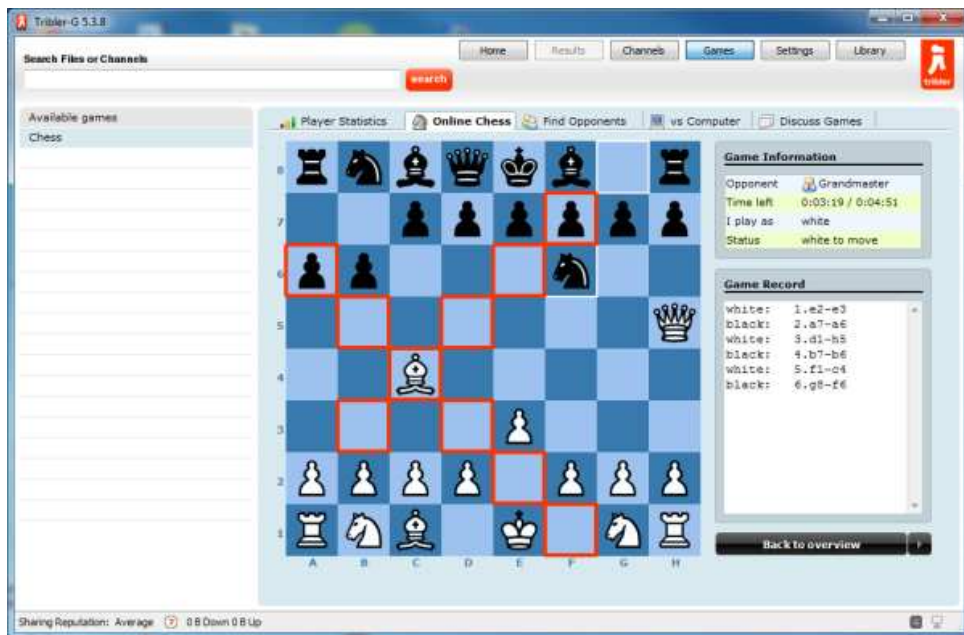 Tribler-G 5.3.8
Search Files or Channels
search
Home Results Channels Games Settings Library
tribler
Available games
Chess
Player Statistics Online Chess Find Opponents vs Computer Discuss Games
8
7
6
5
4
3
2
1
A B C D E F G H
Game Information
Opponent Grandmaster
Time left 0:03:19 / 0:04:51
I play as white
Status white to move
Game Record
white: 1.e2-e3
black: 2.a7-a6
white: 3.d1-h5
black: 4.b7-b6
white: 5.f1-c4
black: 6.g8-f6
Back to overview
Sharing Reputation: Average ? 0 B Down 0 B Up